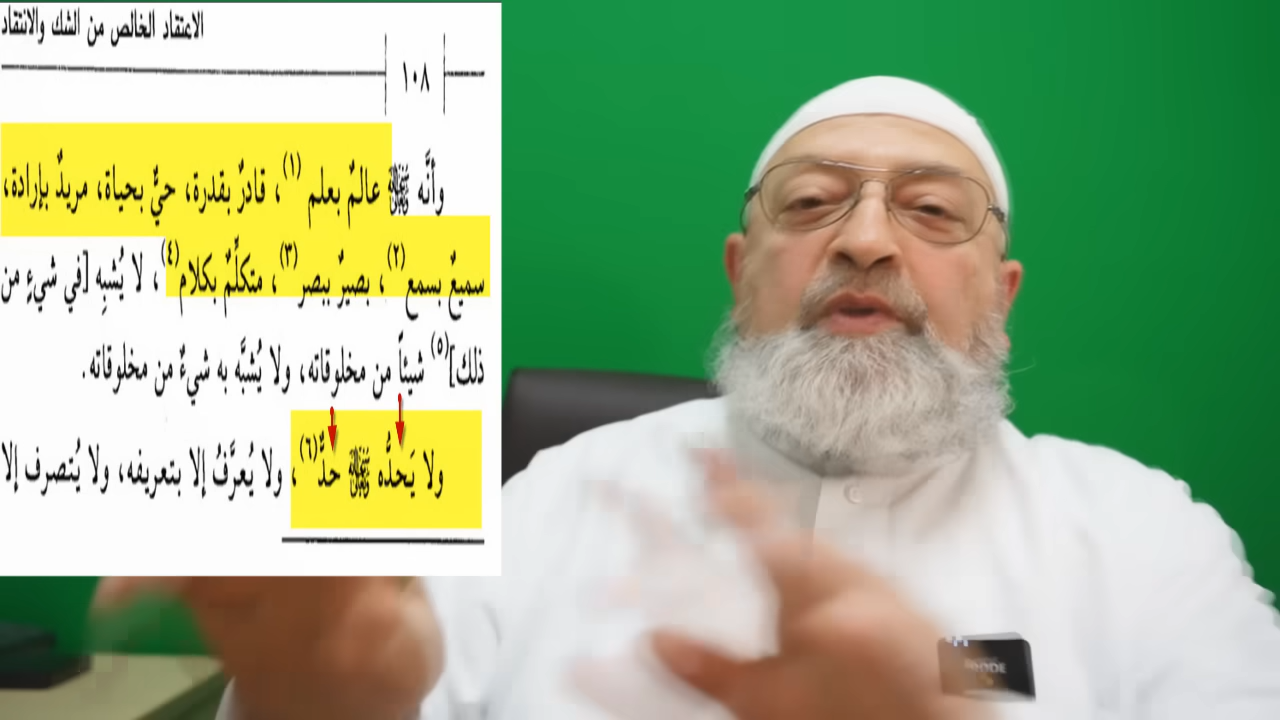 الاعتقاد الخالص من الشك والانتقاد
١٠٨
وأنَّه ﷻ عالمٌ بعلم (١)، قادرٌ بقدرة، حيٌّ بحياة، مريدٌ بإرادة،
سميعٌ بسمع(٢)، بصيرٌ ببصر(٣)، متكلِّمٌ بكلام(٤)، لا يُشبِه [في شيءٍ من
ذلك](٥) شيئاً من مخلوقاته، ولا يُشبَّه به شيءٌ من مخلوقاته.
ولا يَحدُّه ﷻ حدٌّ(٦)، ولا يُعرَّفُ إلا بتعريفه، ولا يُتصرف إلا
RODE